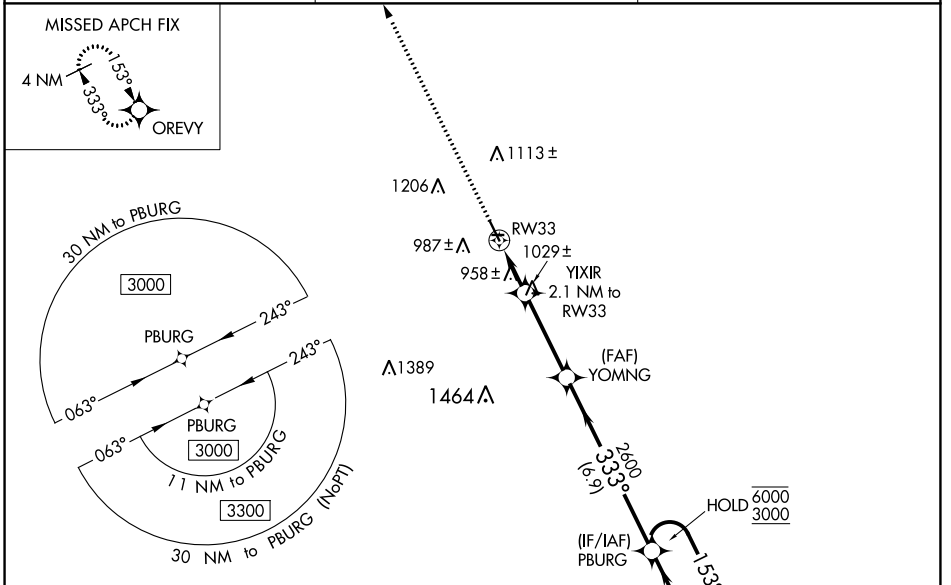 MISSED APCH FIX
4 NM
153°
333°
OREVY
1113 ±
1206
RW33
987 ±
1029 ±
958 ±
YIXIR
2.1 NM to
RW33
30 NM to PBURG
3000
PBURG
243°
063°
243°
063°
PBURG
3000
11 NM to PBURG
3300
30 NM to PBURG (NoPT)
1389
1464
(FAF)
YOMNG
2600
333°
(6.9)
HOLD 6000
3000
(IF/IAF)
PBURG
153°